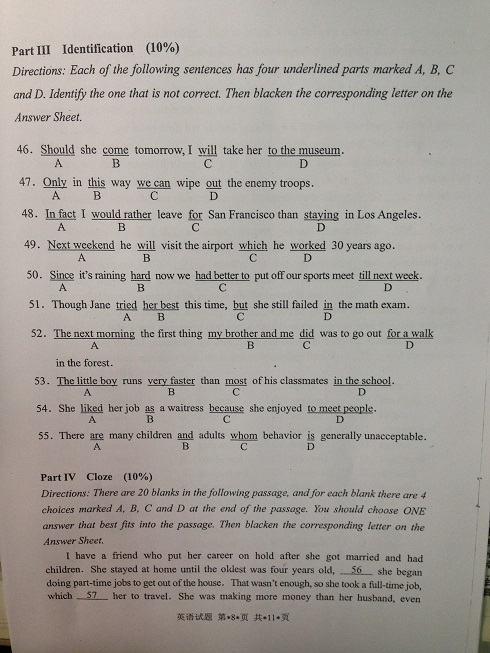 Part III Identification (10%)
Directions: Each of the following sentences has four underlined parts marked A, B, C
and D. Identify the one that is not correct. Then blacken the corresponding letter on the
Answer Sheet.
46. Should she come tomorrow, I will take her to the museum.
A B C D
47. Only in this way we can wipe out the enemy troops.
A B C D
48. In fact I would rather leave for San Francisco than staying in Los Angeles.
A B C D
49. Next weekend he will visit the airport which he worked 30 years ago.
A B C D
50. Since it's raining hard now we had better to put off our sports meet till next week.
A B C D
51. Though Jane tried her best this time, but she still failed in the math exam.
A B C D
52. The next morning the first thing my brother and me did was to go out for a walk
A B C D
in the forest.
53. The little boy runs very faster than most of his classmates in the school.
A B C D
54. She liked her job as a waitress because she enjoyed to meet people.
A B C D
55. There are many children and adults whom behavior is generally unacceptable.
A B C D
Part IV Cloze (10%)
Directions: There are 20 blanks in the following passage, and for each blank there are 4
choices marked A, B, C and D at the end of the passage. You should choose ONE
answer that best fits into the passage. Then blacken the corresponding letter on the
Answer Sheet.
I have a friend who put her career on hold after she got married and had
children. She stayed at home until the oldest was four years old, 56 she began
doing part-time jobs to get out of the house. That wasn't enough, so she took a full-time job,
which 57 her to travel. She was making more money than her husband, even
英语试题 第•8•页 共•11•页